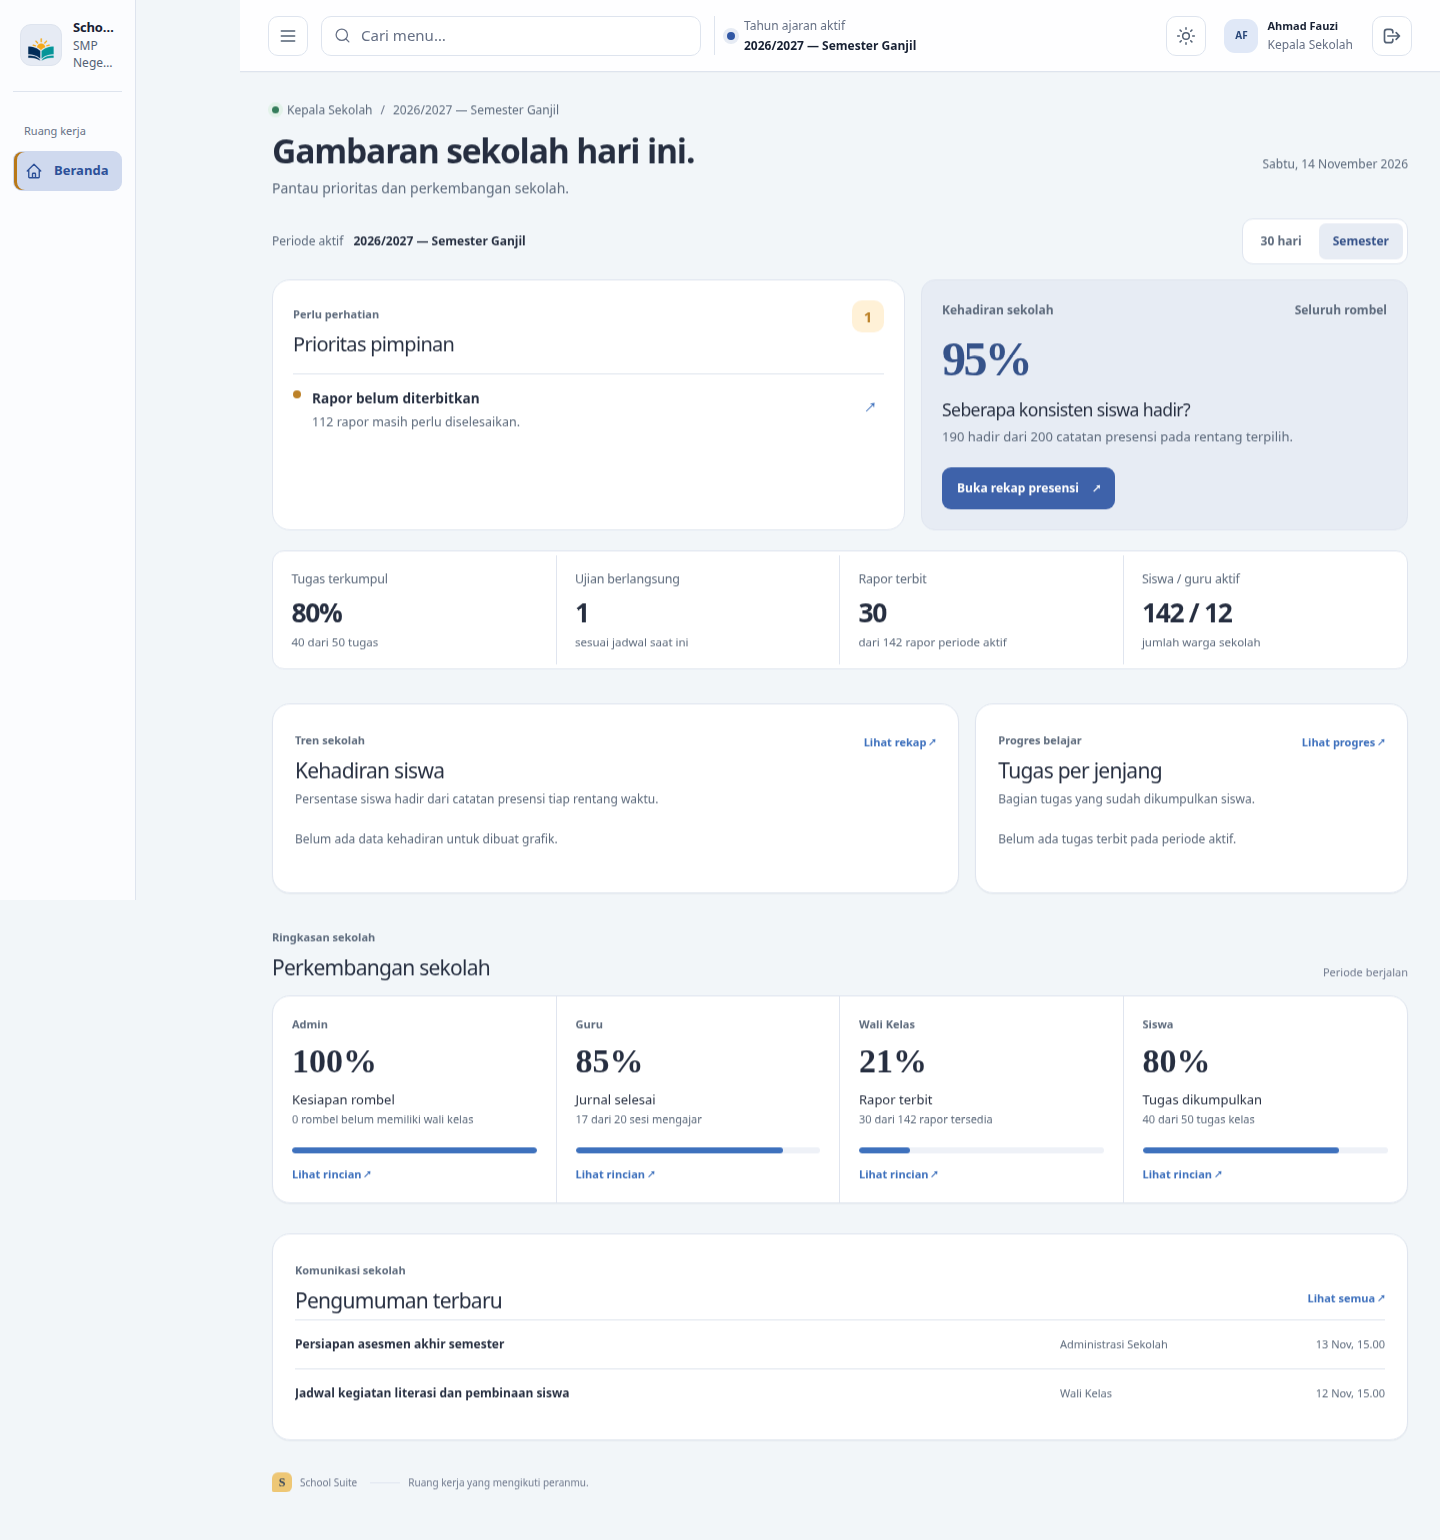 Scho...
SMP
Nege...
Ruang kerja
Beranda
Cari menu...
Tahun ajaran aktif
2026/2027 — Semester Ganjil
AF
Ahmad Fauzi
Kepala Sekolah
Kepala Sekolah / 2026/2027 — Semester Ganjil
Gambaran sekolah hari ini.
Pantau prioritas dan perkembangan sekolah.
Sabtu, 14 November 2026
Periode aktif 2026/2027 — Semester Ganjil
30 hari Semester
Perlu perhatian
1
Prioritas pimpinan
Rapor belum diterbitkan
112 rapor masih perlu diselesaikan.
↗
Kehadiran sekolah Seluruh rombel
95%
Seberapa konsisten siswa hadir?
190 hadir dari 200 catatan presensi pada rentang terpilih.
Buka rekap presensi ↗
Tugas terkumpul
80%
40 dari 50 tugas
Ujian berlangsung
1
sesuai jadwal saat ini
Rapor terbit
30
dari 142 rapor periode aktif
Siswa / guru aktif
142 / 12
jumlah warga sekolah
Tren sekolah
Lihat rekap ↗
Kehadiran siswa
Persentase siswa hadir dari catatan presensi tiap rentang waktu.
Belum ada data kehadiran untuk dibuat grafik.
Progres belajar
Lihat progres ↗
Tugas per jenjang
Bagian tugas yang sudah dikumpulkan siswa.
Belum ada tugas terbit pada periode aktif.
Ringkasan sekolah
Perkembangan sekolah
Periode berjalan
Admin
100%
Kesiapan rombel
0 rombel belum memiliki wali kelas
Lihat rincian ↗
Guru
85%
Jurnal selesai
17 dari 20 sesi mengajar
Lihat rincian ↗
Wali Kelas
21%
Rapor terbit
30 dari 142 rapor tersedia
Lihat rincian ↗
Siswa
80%
Tugas dikumpulkan
40 dari 50 tugas kelas
Lihat rincian ↗
Komunikasi sekolah
Pengumuman terbaru
Lihat semua ↗
Persiapan asesmen akhir semester Administrasi Sekolah 13 Nov, 15.00
Jadwal kegiatan literasi dan pembinaan siswa Wali Kelas 12 Nov, 15.00
S School Suite Ruang kerja yang mengikuti peranmu.